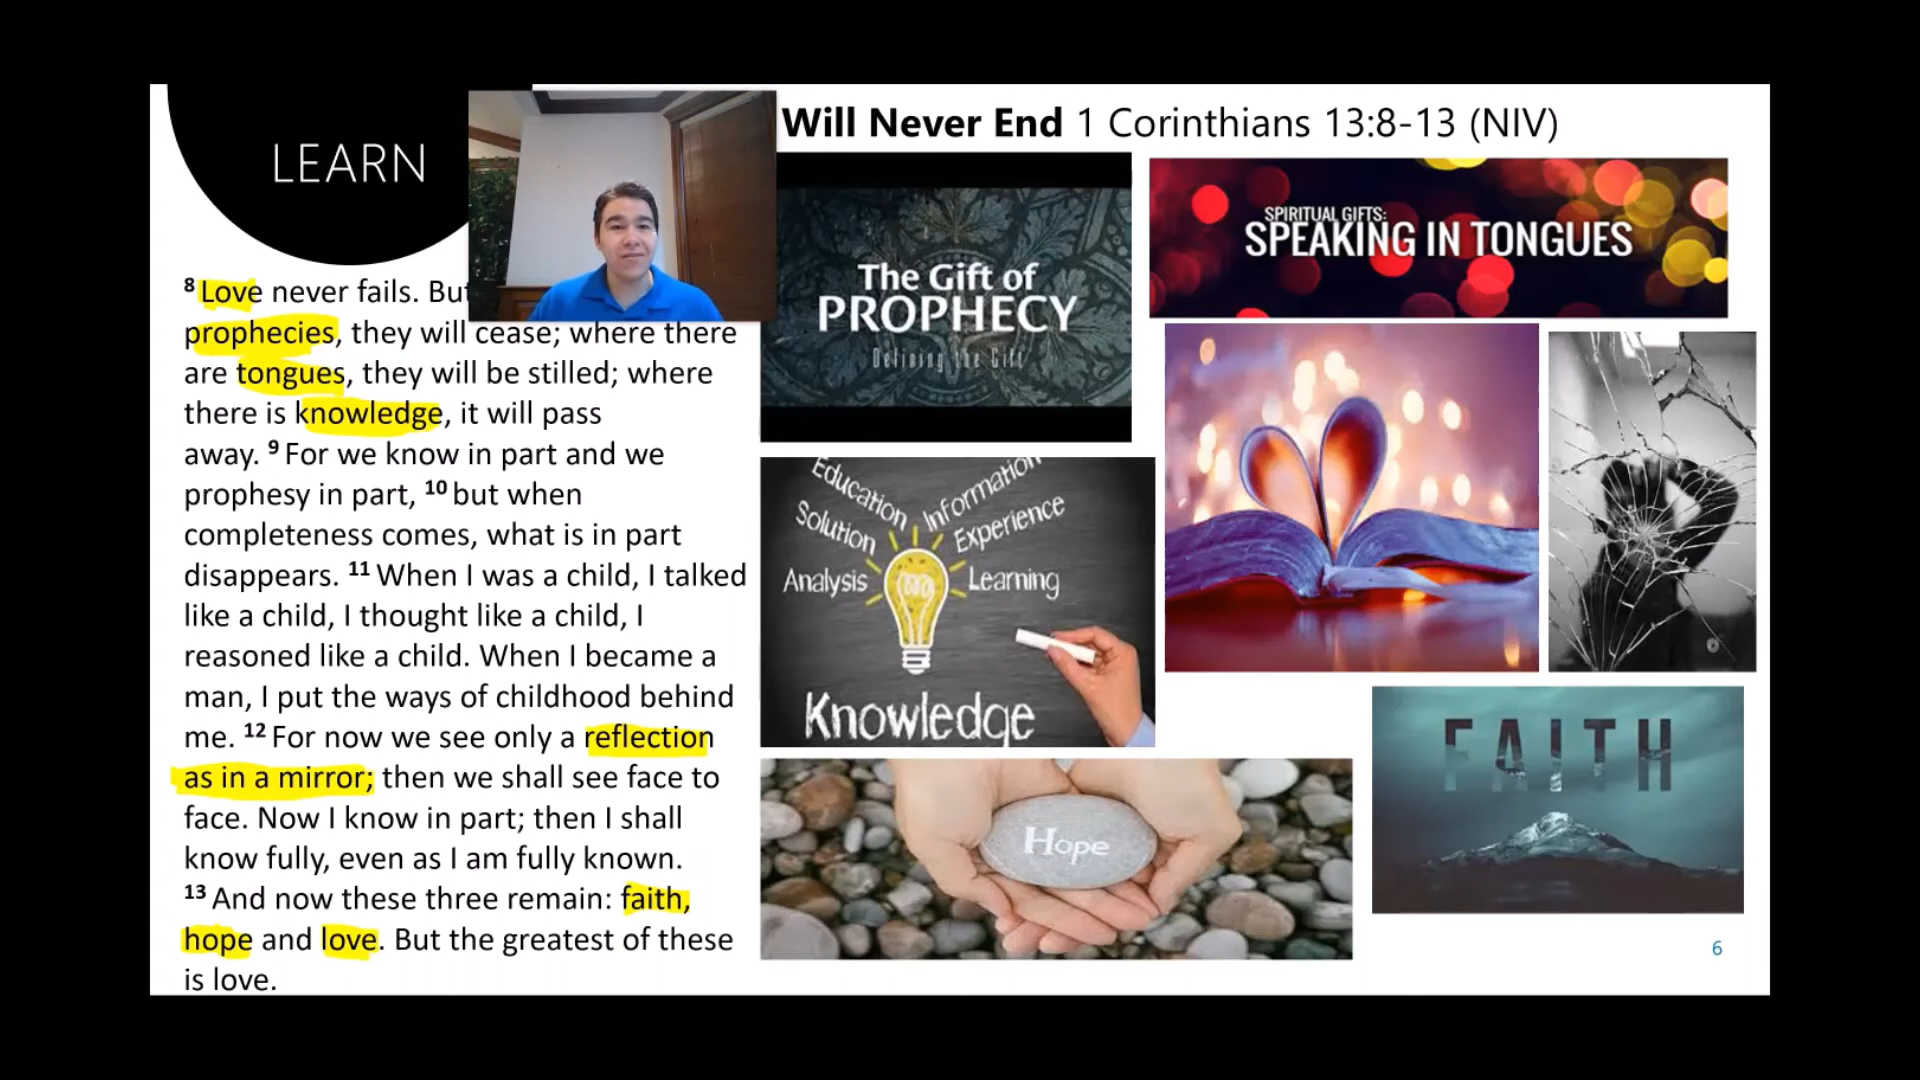 LEARN
Will Never End 1 Corinthians 13:8-13 (NIV)
8 Love never fails. But
prophecies, they will cease; where there
are tongues, they will be stilled; where
there is knowledge, it will pass
away. 9 For we know in part and we
prophesy in part, 10 but when
completeness comes, what is in part
disappears. 11 When I was a child, I talked
like a child, I thought like a child, I
reasoned like a child. When I became a
man, I put the ways of childhood behind
me. 12 For now we see only a reflection
as in a mirror; then we shall see face to
face. Now I know in part; then I shall
know fully, even as I am fully known.
13 And now these three remain: faith,
hope and love. But the greatest of these
is love.
The Gift of
PROPHECY
Defining the Gift
SPIRITUAL GIFTS:
SPEAKING IN TONGUES
Education
Information
Solution
Experience
Analysis
Learning
Knowledge
Hope
FAITH
6